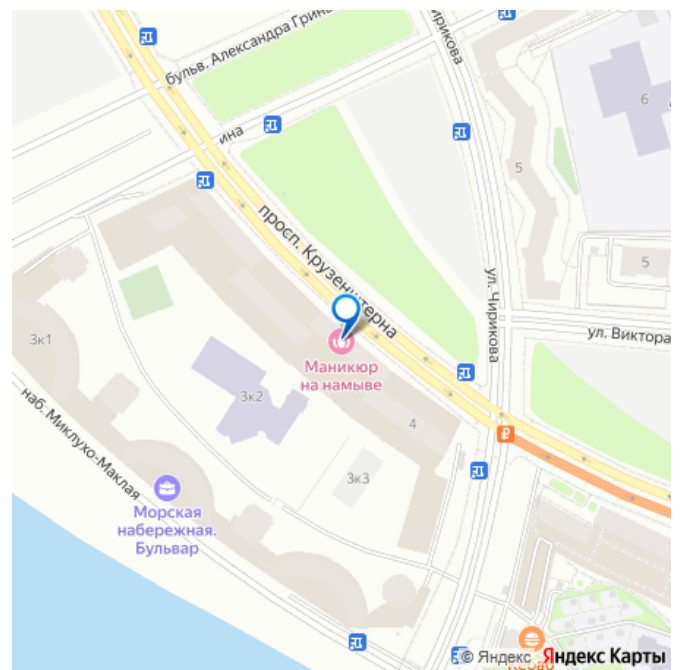 бульв. Александра Грина
ина
Чирикова
6
5
5
просп. Крузенштерна
ул. Чирикова
ул. Виктора
3к1
Маникюр
на намыве
3к2
4
наб. Миклухо-Маклая
3к3
Морская
набережная.
Бульвар
₽
© Яндекс Яндекс Карты